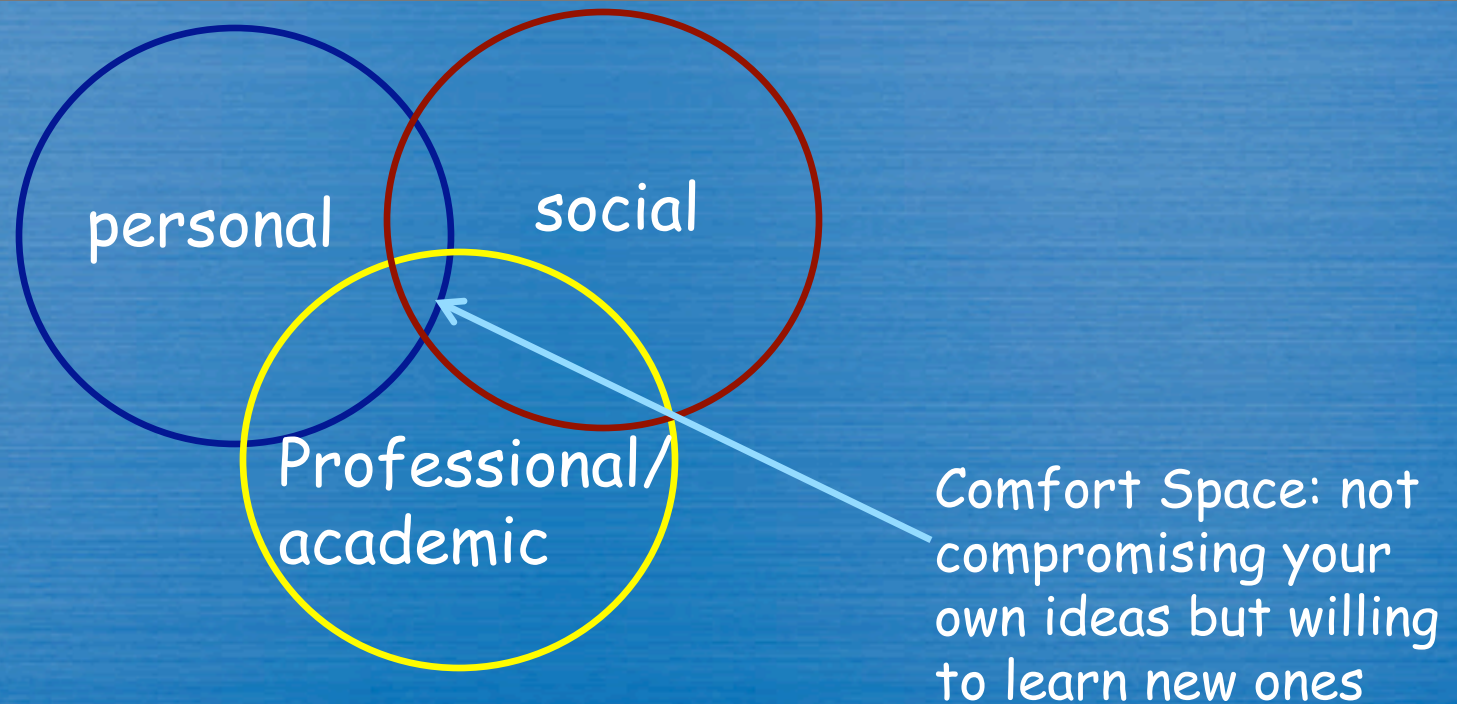 personal
social
Professional/
academic
Comfort Space: not
compromising your
own ideas but willing
to learn new ones